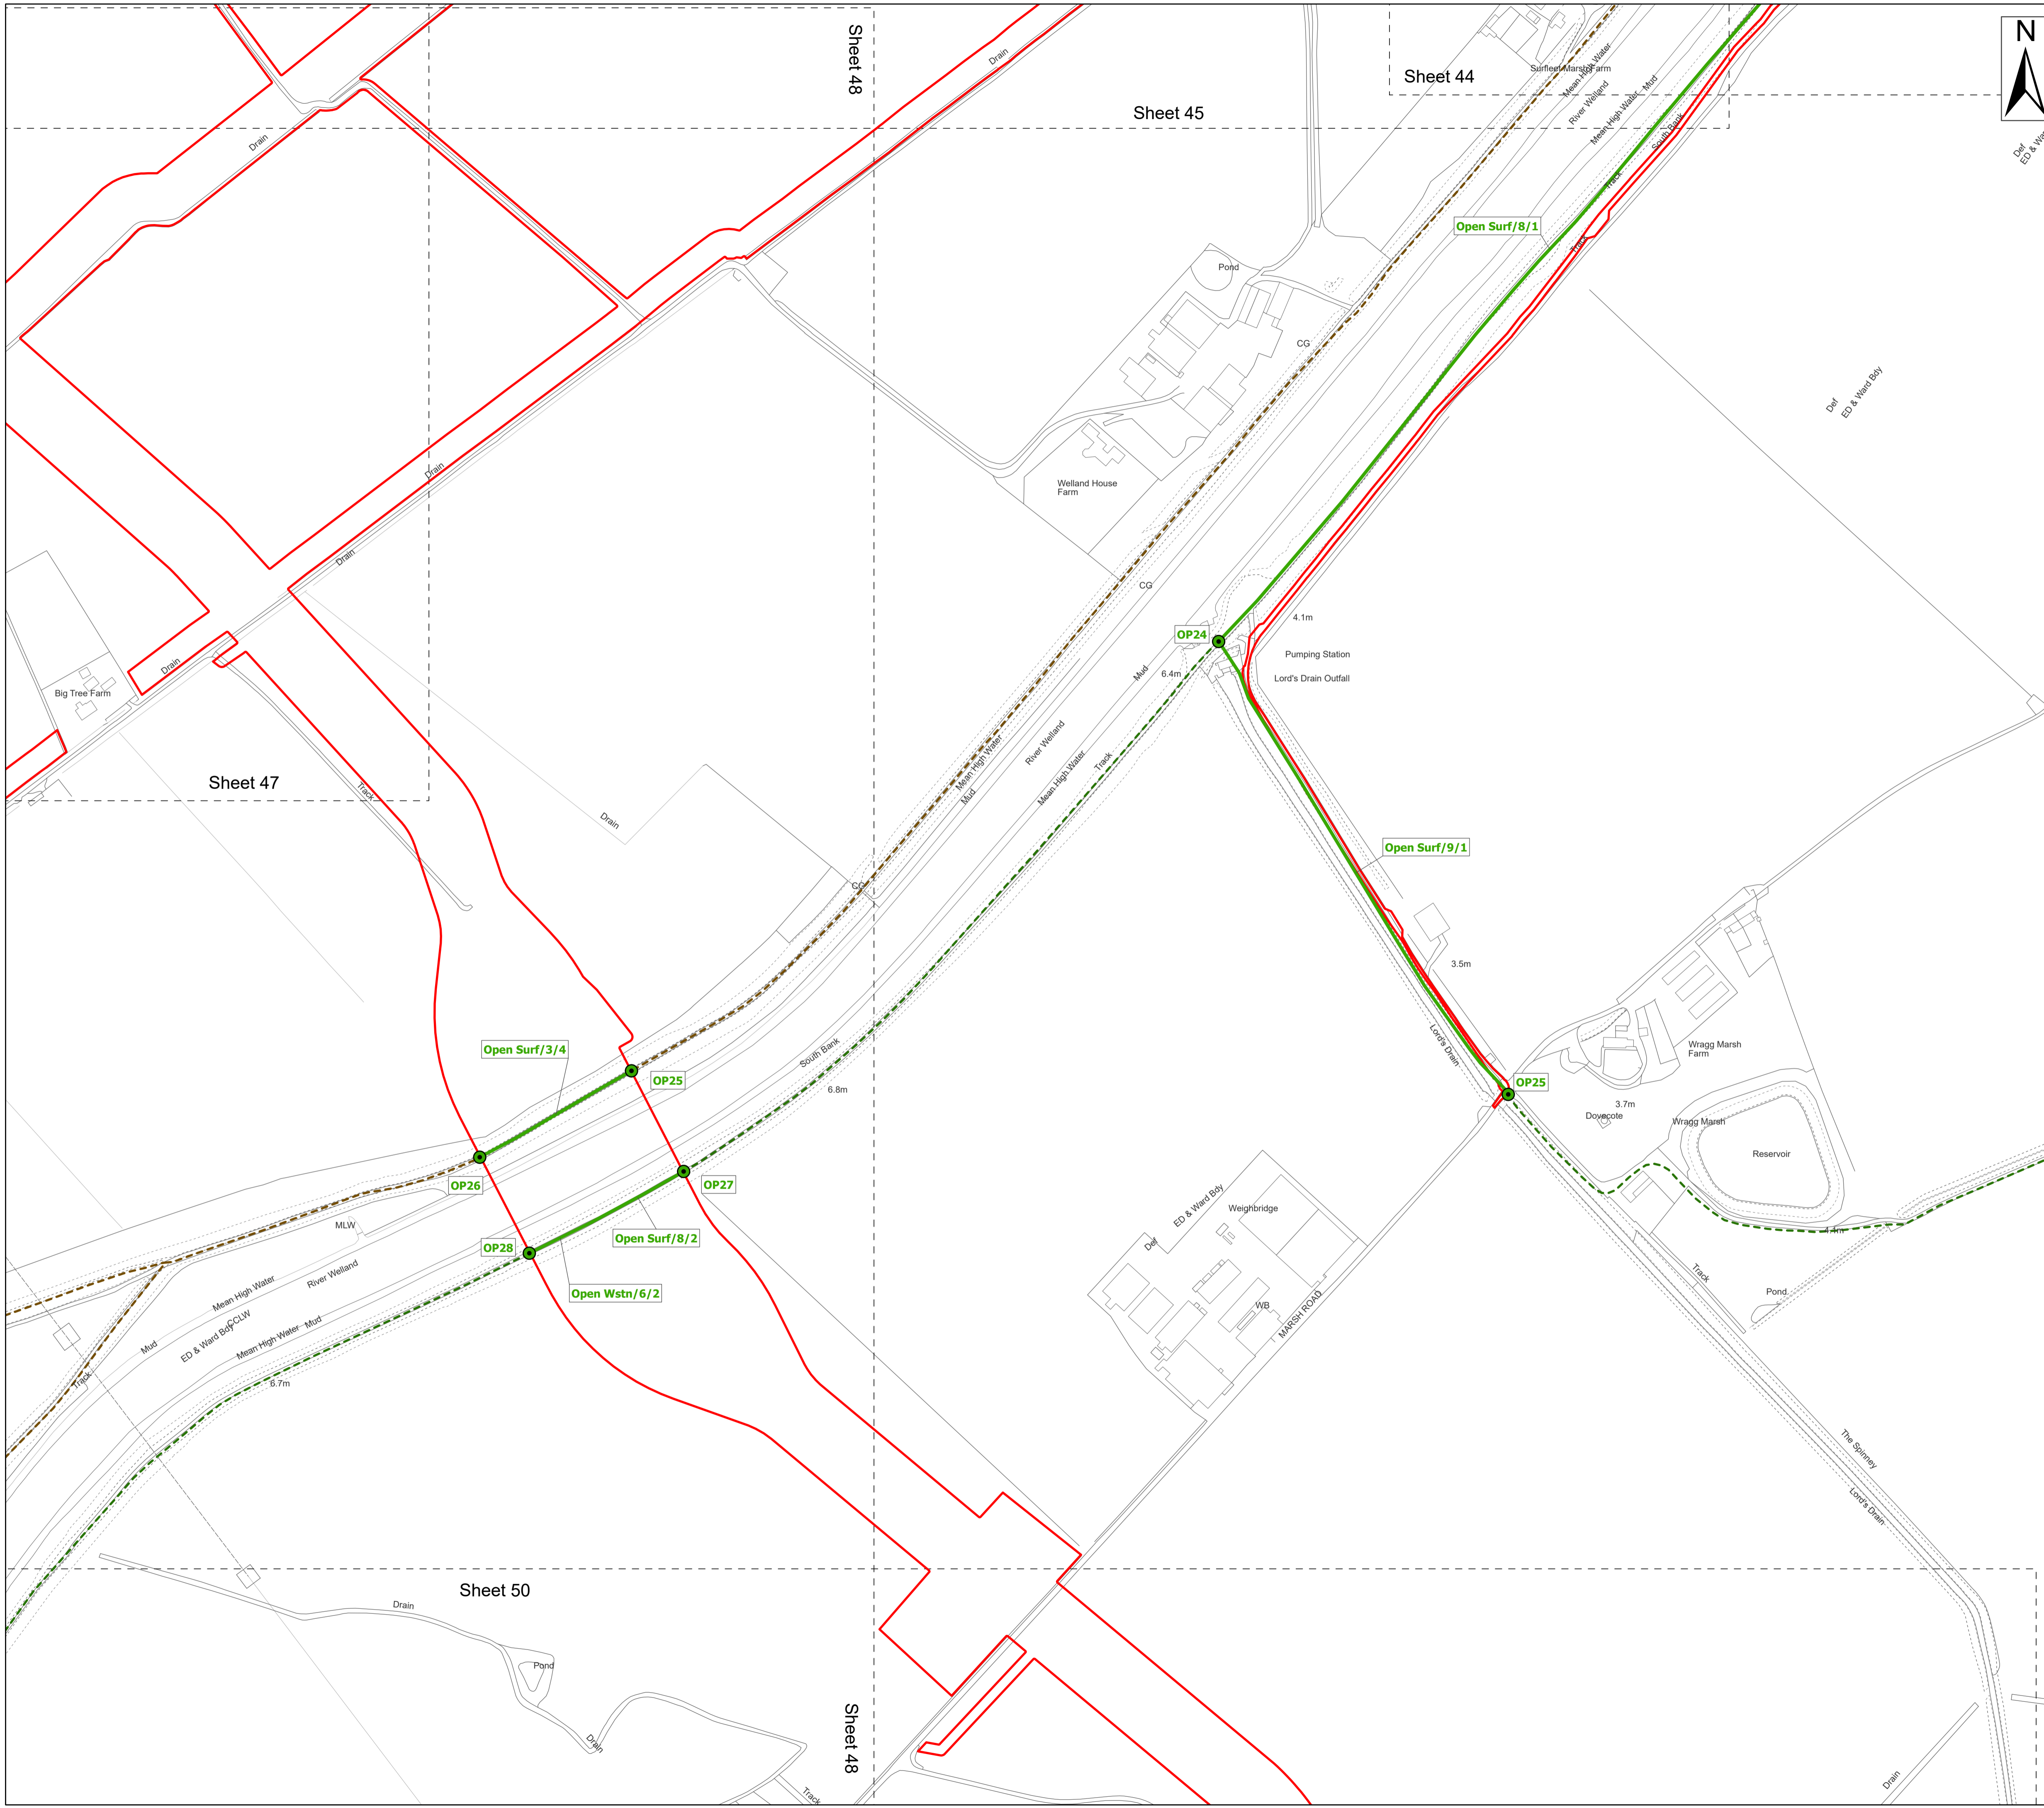 N
Sheet 48
Sheet 44
Sheet 45
Drain
Drain
Surfleet Marsh Farm
Mean High Water
River Welland
Mud
Mean High Water
South Bank
Track
Def
Open Surf/8/1
Track
Pond
CG
Def
ED & Ward Bdy
Drain
Welland House
Farm
Drain
CG
4.1m
OP24
Pumping Station
6.4m
Lord's Drain Outfall
Mud
Drain
Big Tree Farm
Sheet 47
Track
Drain
River Welland
Mean High Water
Mud
Mean High Water
Track
Open Surf/9/1
CG
3.5m
Lord's Drain
Wragg Marsh
Farm
Open Surf/3/4
OP25
South Bank
6.8m
OP25
3.7m
Dovecote
Wragg Marsh
Reservoir
OP26
OP27
MLW
OP28
Open Surf/8/2
Open Wstn/6/2
ED & Ward Bdy
Def
Weighbridge
4.4m
Track
Pond
WB
MARSH ROAD
Mean High Water
River Welland
CCLW
ED & Ward Bdy
Mud
Mean High Water
Mud
Track
6.7m
The Spinney
Lord's Drain
Sheet 50
Drain
Pond
Drain
Sheet 48
Track
Drain